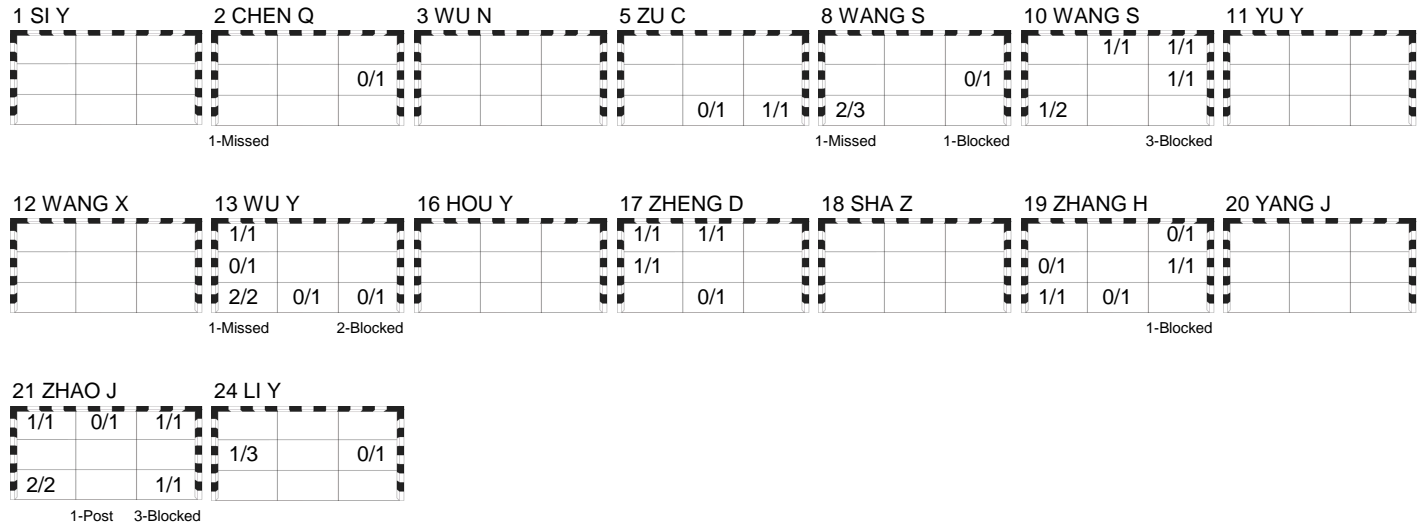 1 SI Y 2 CHEN Q 3 WU N 5 ZU C 8 WANG S 10 WANG S 11 YU Y
1/1 1/1
0/1 0/1 1/1
0/1 1/1 2/3 1/2
1-Missed 1-Missed 1-Blocked 3-Blocked
12 WANG X 13 WU Y 16 HOU Y 17 ZHENG D 18 SHA Z 19 ZHANG H 20 YANG J
1/1 1/1 1/1 0/1
0/1 1/1 0/1 1/1
2/2 0/1 0/1 0/1 1/1 0/1
1-Missed 2-Blocked 1-Blocked
21 ZHAO J 24 LI Y
1/1 0/1 1/1
1/3 0/1
2/2 1/1
1-Post 3-Blocked